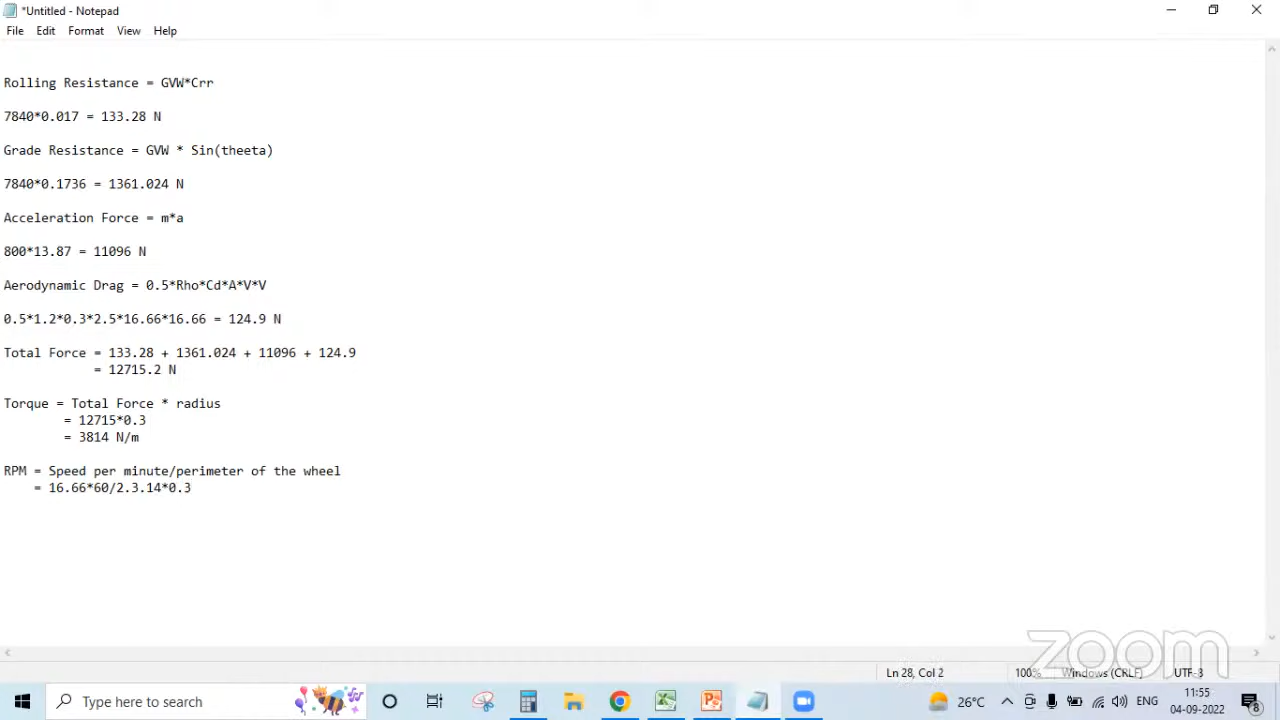 *Untitled - Notepad
File Edit Format View Help
Rolling Resistance = GVW*Crr
7840*0.017 = 133.28 N
Grade Resistance = GVW * Sin(theeta)
7840*0.1736 = 1361.024 N
Acceleration Force = m*a
800*13.87 = 11096 N
Aerodynamic Drag = 0.5*Rho*Cd*A*V*V
0.5*1.2*0.3*2.5*16.66*16.66 = 124.9 N
Total Force = 133.28 + 1361.024 + 11096 + 124.9
= 12715.2 N
Torque = Total Force * radius
= 12715*0.3
= 3814 N/m
RPM = Speed per minute/perimeter of the wheel
= 16.66*60/2.3.14*0.3
zoom
Ln 28, Col 2 100% Windows (CRLF) UTF-8
Type here to search 26°C ENG 11:55
04-09-2022 8